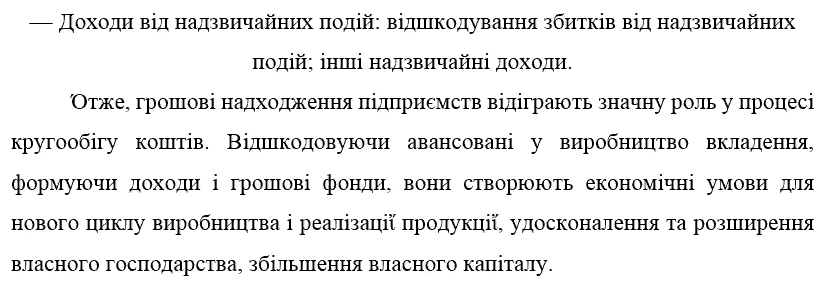 — Доходи від надзвичайних подій: відшкодування збитків від надзвичайних
подій; інші надзвичайні доходи.
Отже, грошові надходження підприємств відіграють значну роль у процесі
кругообігу коштів. Відшкодовуючи авансовані у виробництво вкладення,
формуючи доходи і грошові фонди, вони створюють економічні умови для
нового циклу виробництва і реалізації продукції, удосконалення та розширення
власного господарства, збільшення власного капіталу.